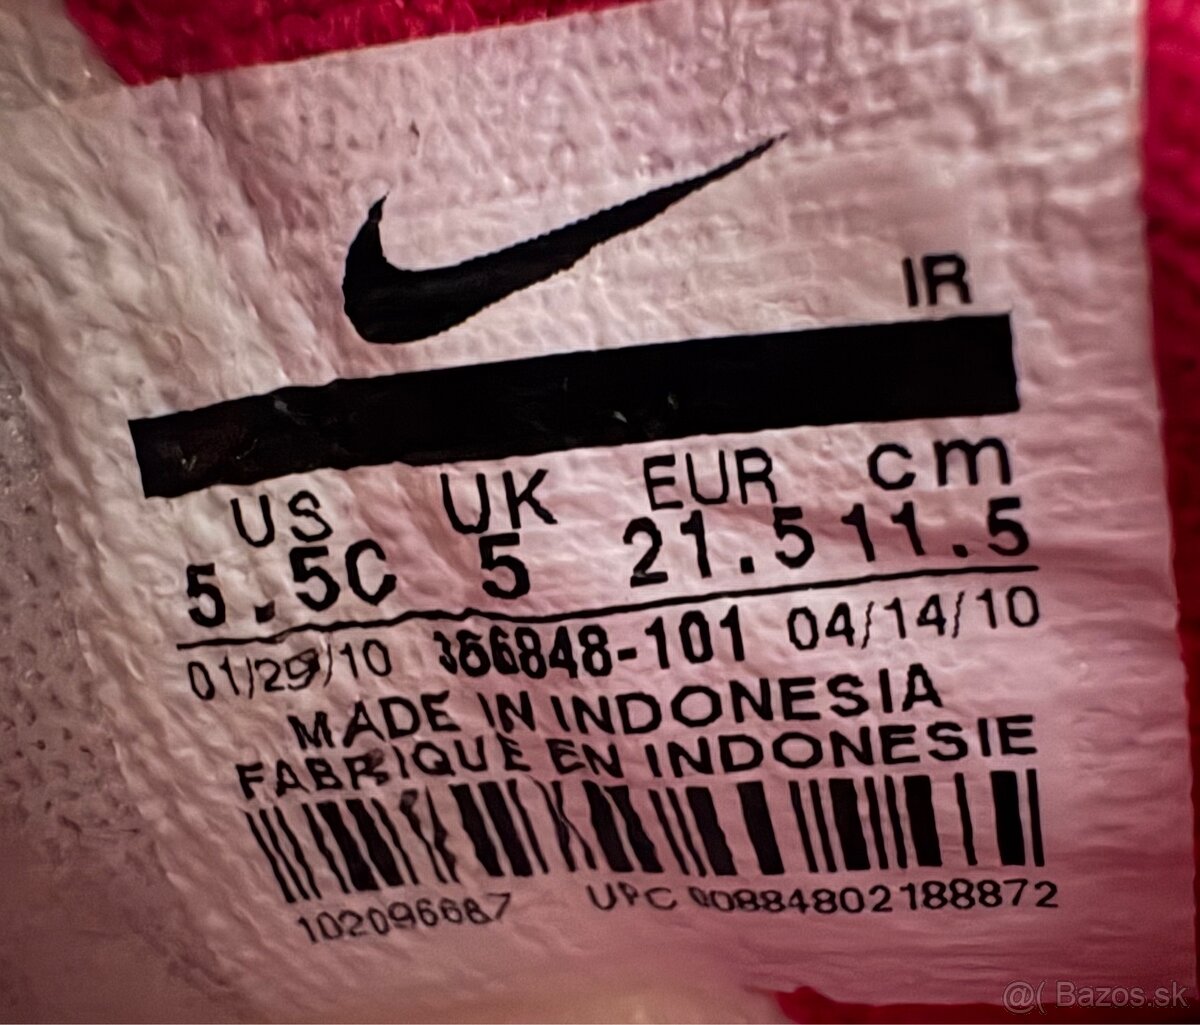 IR
US UK EUR cm
5.5C 5 21.5 11.5
01/29/10 366848-101 04/14/10
MADE IN INDONESIA
FABRIQUE EN INDONESIE
102096687 UPC 00884802188872
@( Bazos.sk